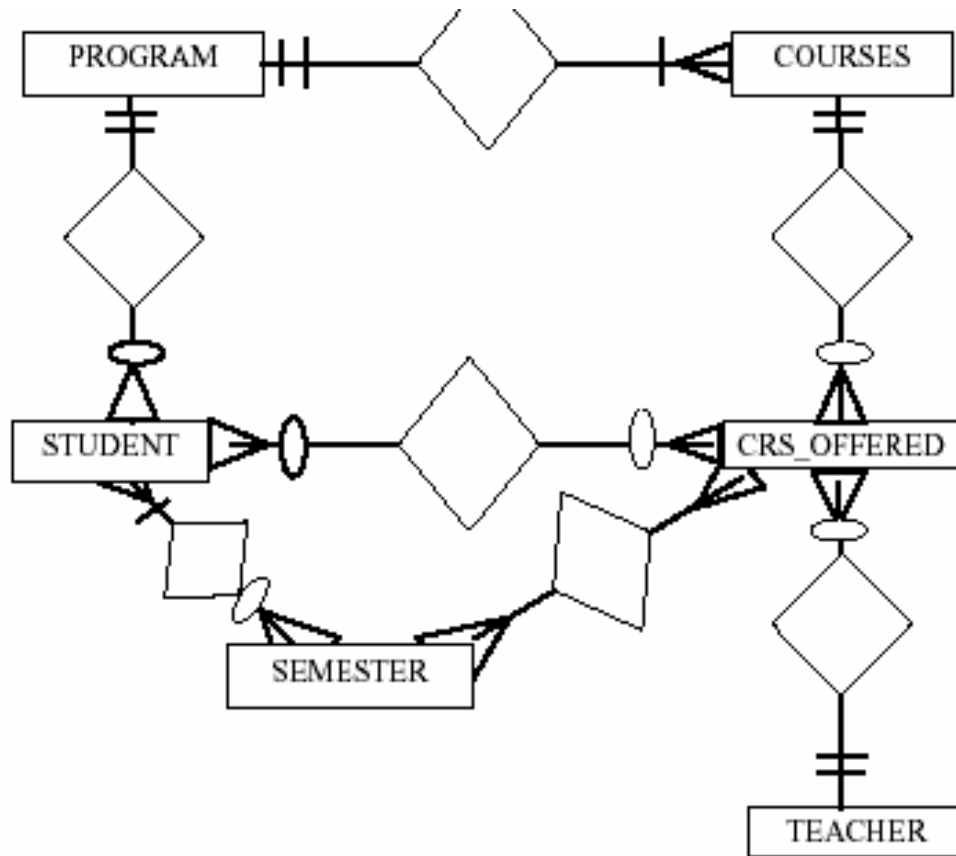 PROGRAM
COURSES
STUDENT
CRS_OFFERED
SEMESTER
TEACHER